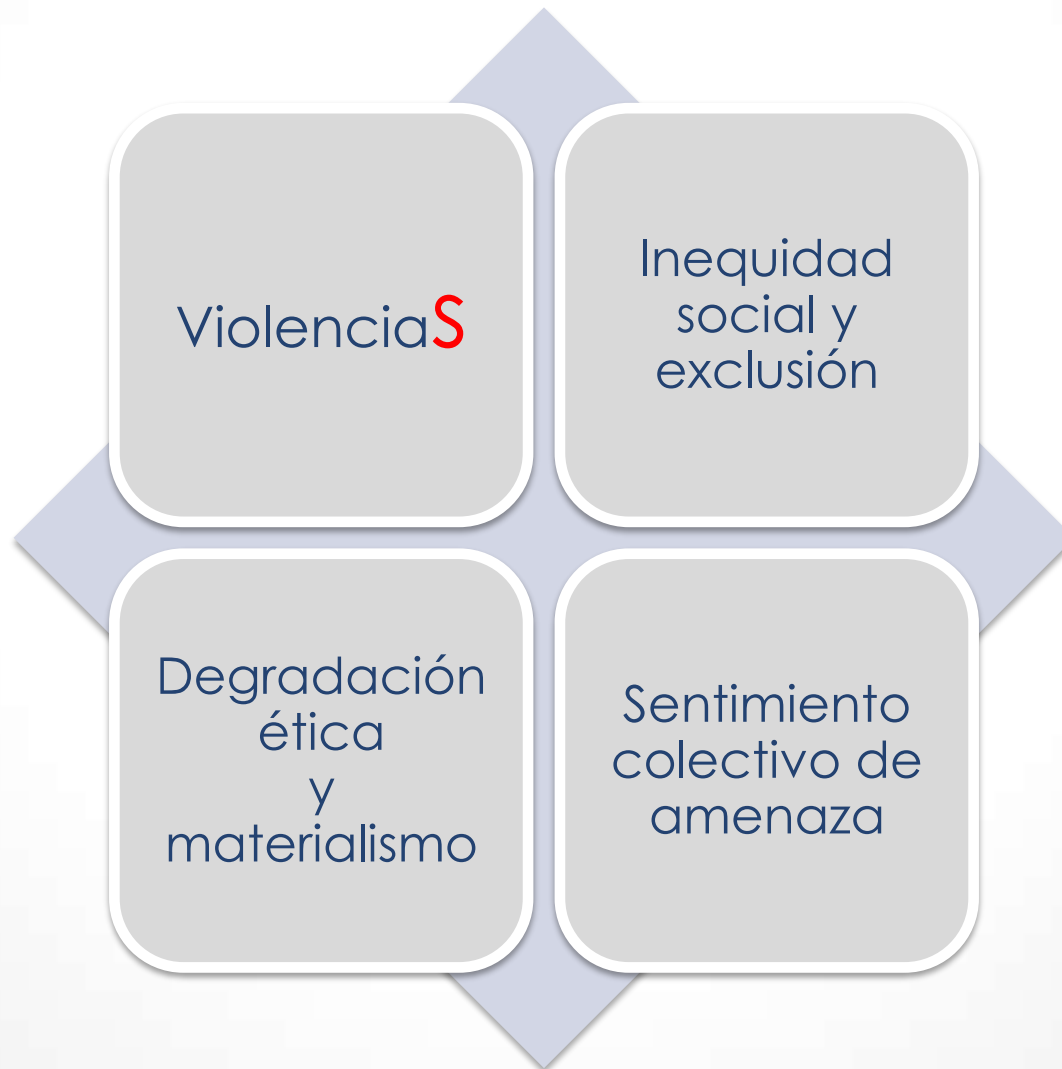 ViolenciaS
Inequidad
social y
exclusión
Degradación
ética
y
materialismo
Sentimiento
colectivo de
amenaza